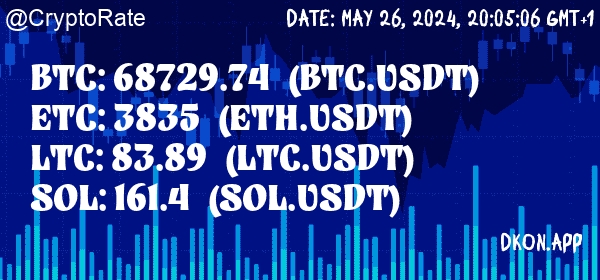 @CryptoRate
DATE: MAY 26, 2024, 20:05:06 GMT+1
BTC: 68729.74 (BTC.USDT)
ETC: 3835 (ETH.USDT)
LTC: 83.89 (LTC.USDT)
SOL: 161.4 (SOL.USDT)
DKON.APP